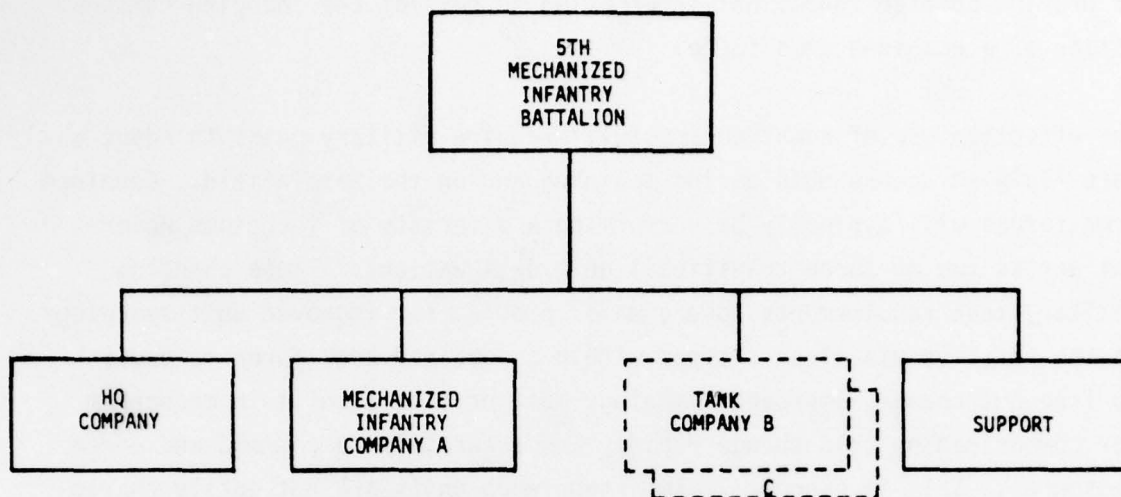 5TH
MECHANIZED
INFANTRY
BATTALION
HQ
COMPANY
MECHANIZED
INFANTRY
COMPANY A
TANK
COMPANY B
C
SUPPORT